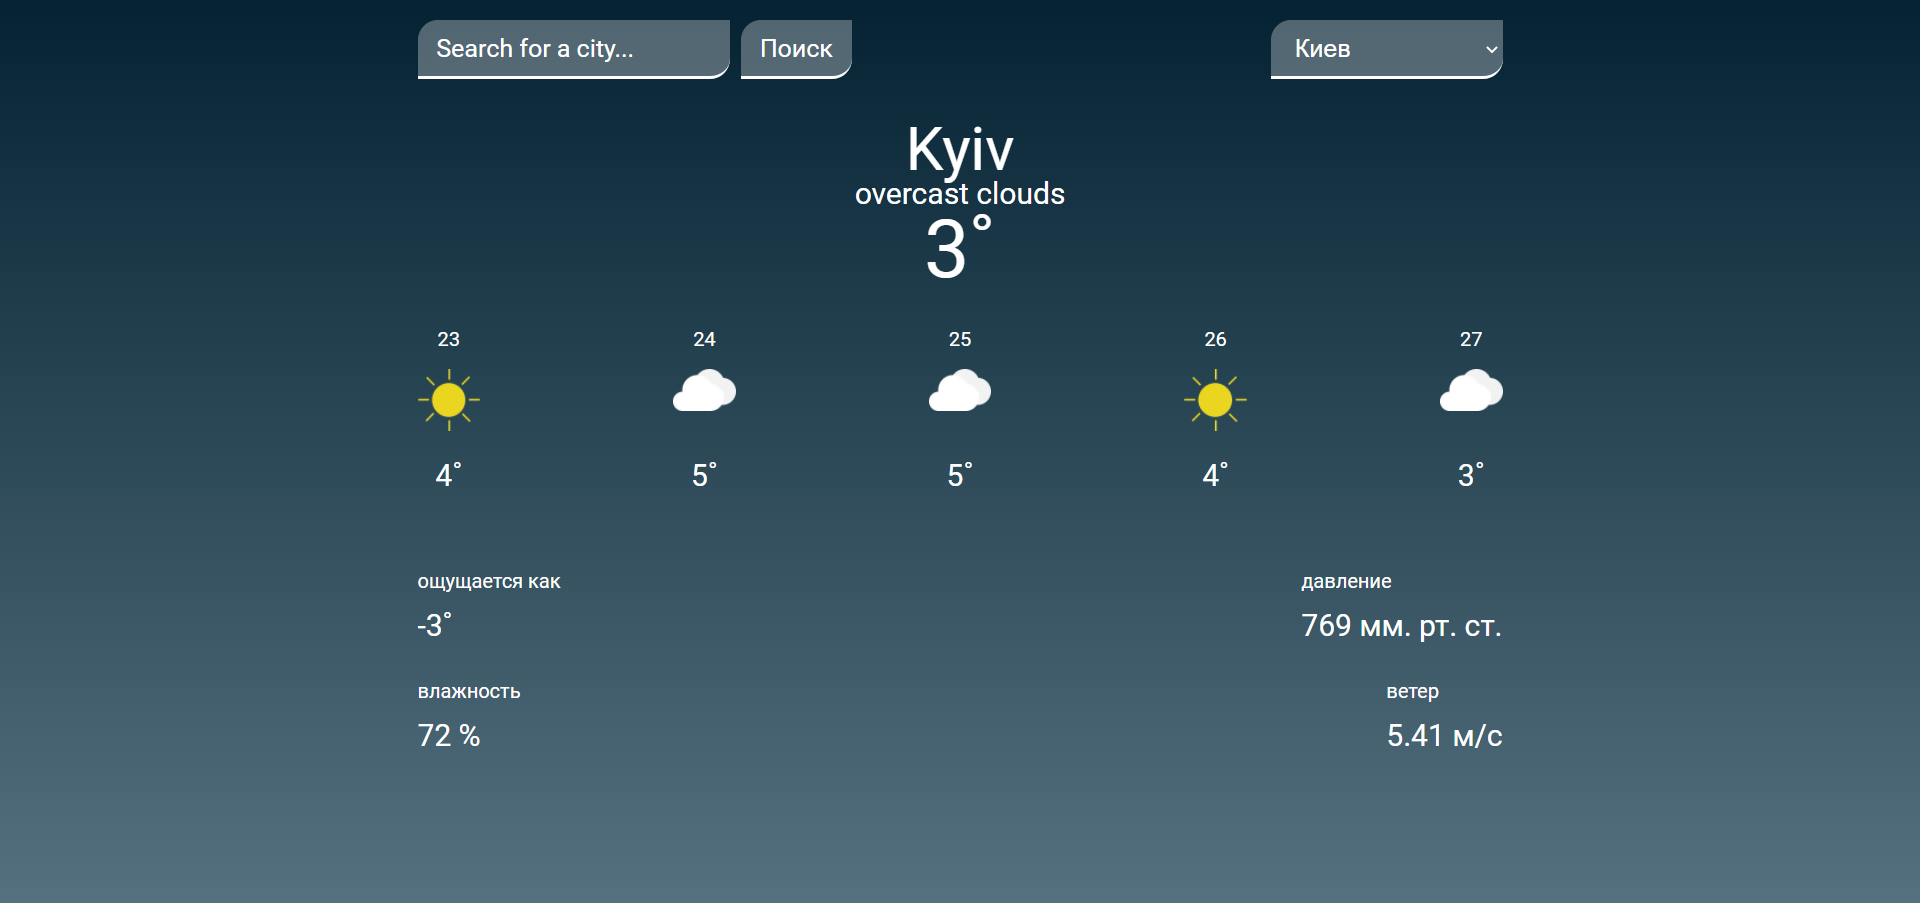 Search for a city...
Поиск
Киев
Kyiv
overcast clouds
3°
23
24
25
26
27
4°
5°
5°
4°
3°
ощущается как
давление
-3°
769 мм. рт. ст.
влажность
ветер
72 %
5.41 м/с